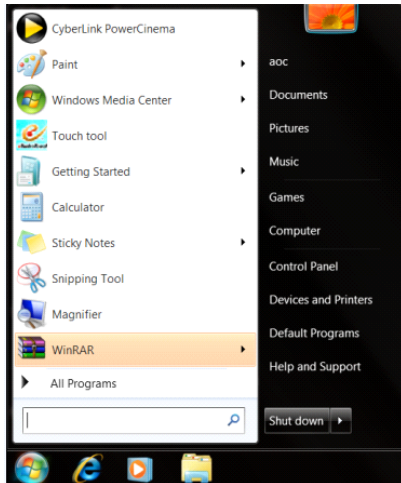 CyberLink PowerCinema
Paint
Windows Media Center
Touch tool
Getting Started
Calculator
Sticky Notes
Snipping Tool
Magnifier
WinRAR
All Programs
aoc
Documents
Pictures
Music
Games
Computer
Control Panel
Devices and Printers
Default Programs
Help and Support
Shut down